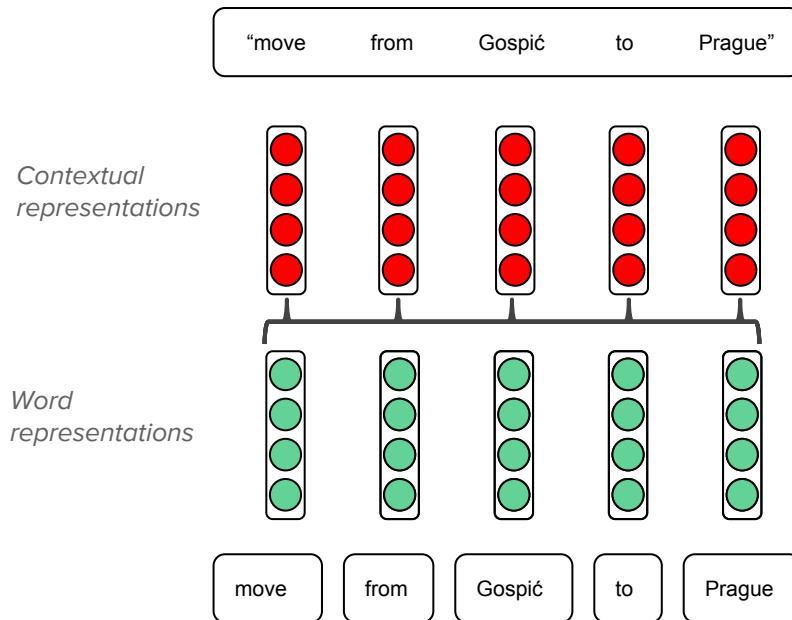 “move from Gospić to Prague”
Contextual
representations
Word
representations
move from Gospić to Prague